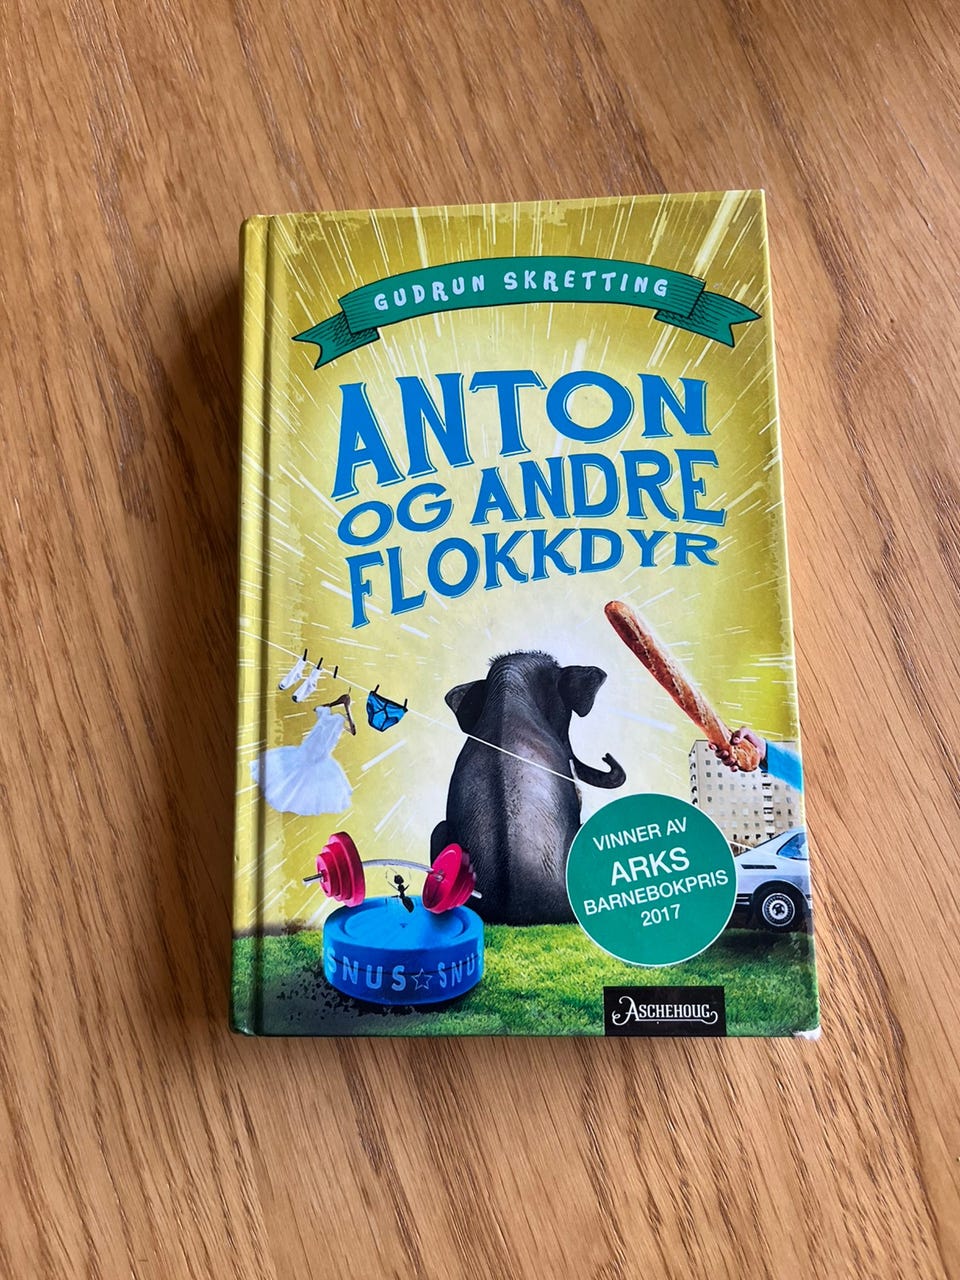 GUDRUN SKRETTING
ANTON
OG ANDRE
FLOKKDYR
VINNER AV
ARKS
BARNEBOKPRIS
2017
SNUS ☆ SNU
ASCHEHOUG